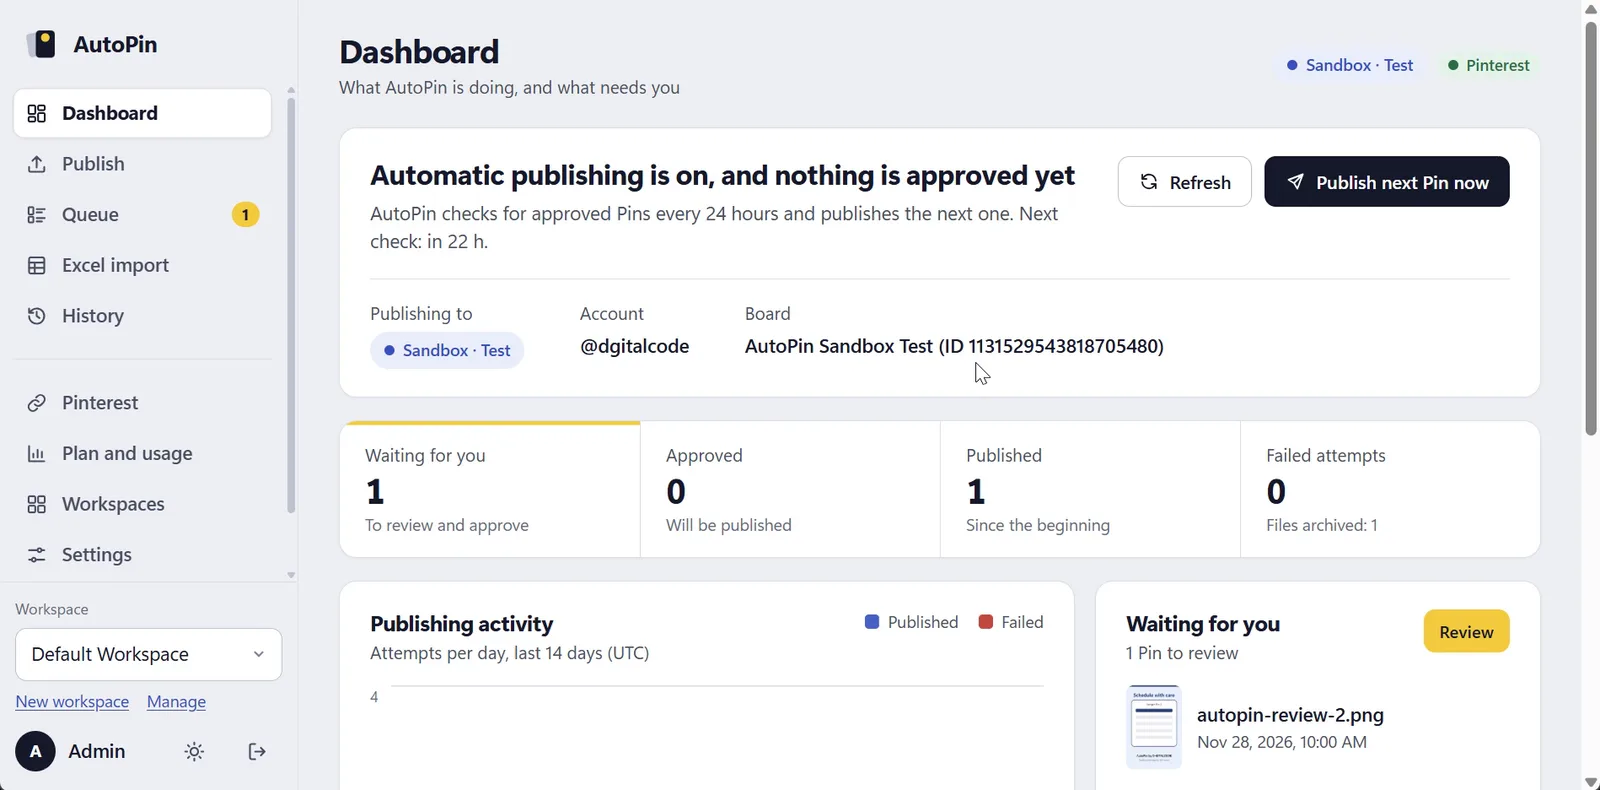 AutoPin
Dashboard
Publish
Queue
1
Excel import
History
Pinterest
Plan and usage
Workspaces
Settings
Workspace
Default Workspace
New workspace
Manage
A
Admin
Dashboard
What AutoPin is doing, and what needs you
Sandbox · Test
Pinterest
Automatic publishing is on, and nothing is approved yet
AutoPin checks for approved Pins every 24 hours and publishes the next one. Next
check: in 22 h.
Refresh
Publish next Pin now
Publishing to
Sandbox · Test
Account
@dgitalcode
Board
AutoPin Sandbox Test (ID 1131529543818705480)
Waiting for you
1
To review and approve
Approved
0
Will be published
Published
1
Since the beginning
Failed attempts
0
Files archived: 1
Publishing activity
Attempts per day, last 14 days (UTC)
Published
Failed
4
Waiting for you
1 Pin to review
Review
Schedule with care
autopin-review-2.png
Nov 28, 2026, 10:00 AM